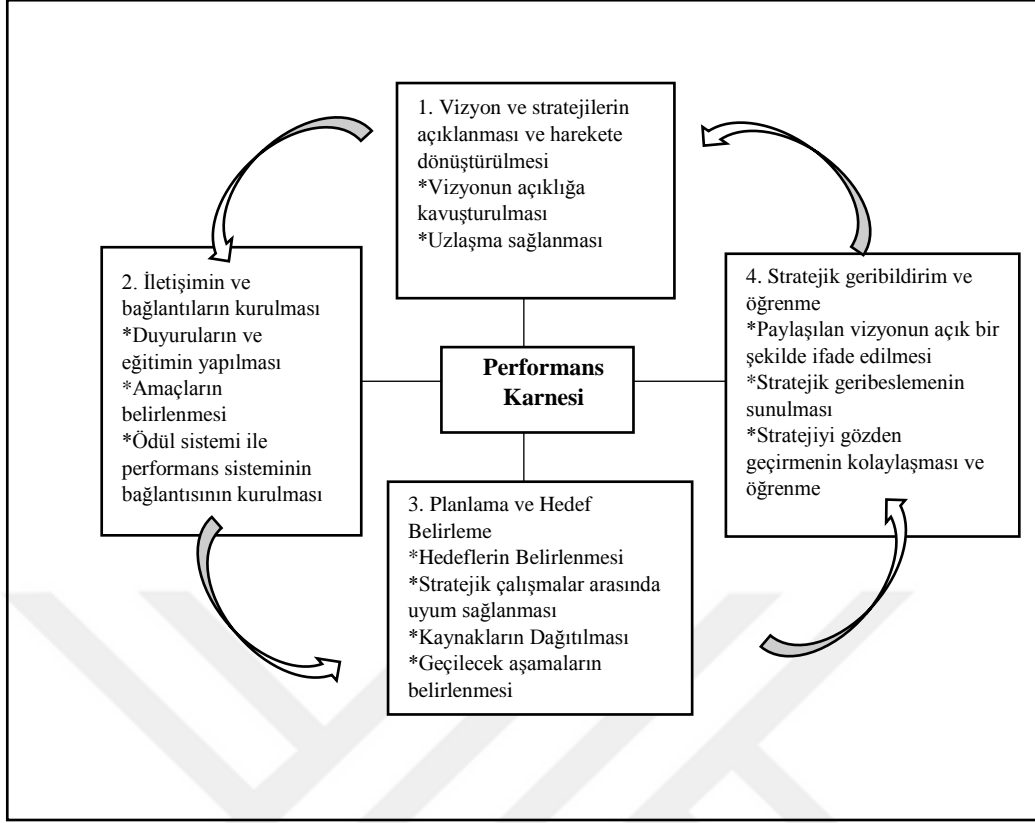 1. Vizyon ve stratejilerin
açıklanması ve harekete
dönüştürülmesi
*Vizyonun açıklığa
kavuşturulması
*Uzlaşma sağlanması
2. İletişimin ve
bağlantıların kurulması
*Duyuruların ve
eğitimin yapılması
*Amaçların
belirlenmesi
*Ödül sistemi ile
performans sisteminin
bağlantısının kurulması
Performans
Karnesi
3. Planlama ve Hedef
Belirleme
*Hedeflerin Belirlenmesi
*Stratejik çalışmalar arasında
uyum sağlanması
*Kaynakların Dağıtılması
*Geçilecek aşamaların
belirlenmesi
4. Stratejik geribildirim ve
öğrenme
*Paylaşılan vizyonun açık bir
şekilde ifade edilmesi
*Stratejik geribeslemenin
sunulması
*Stratejiyi gözden
geçirmenin kolaylaşması ve
öğrenme